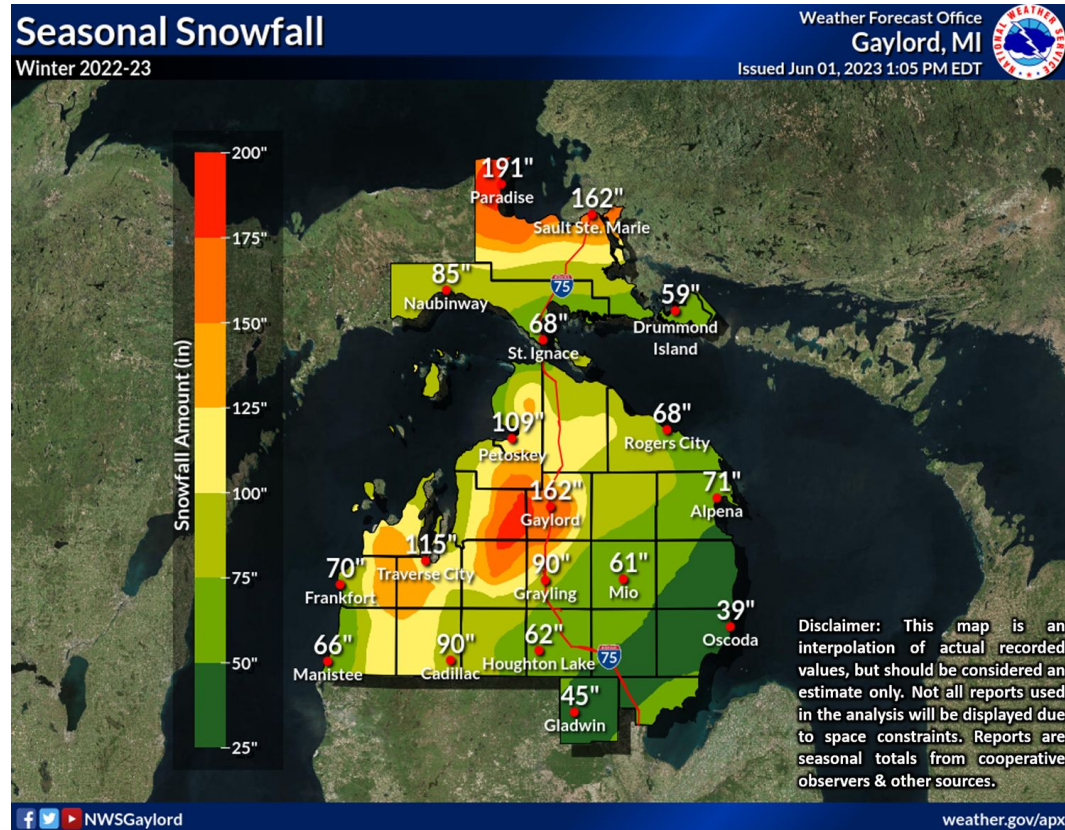 Seasonal Snowfall
Winter 2022-23
Weather Forecast Office
Gaylord, MI
Issued Jun 01, 2023 1:05 PM EDT
NATIONAL WEATHER SERVICE
Snowfall Amount (in)
200"
175"
150"
125"
100"
75"
50"
25"
191"
Paradise
162"
Sault Ste. Marie
85"
Naubinway
75
59"
Drummond
Island
68"
St. Ignace
109"
Petoskey
68"
Rogers City
162"
Gaylord
71"
Alpena
115"
Traverse City
70"
Frankfort
90"
Grayling
61"
Mio
39"
Oscoda
66"
Manistee
90"
Cadillac
62"
Houghton Lake
75
45"
Gladwin
Disclaimer: This map is an
interpolation of actual recorded
values, but should be considered an
estimate only. Not all reports used
in the analysis will be displayed due
to space constraints. Reports are
seasonal totals from cooperative
observers & other sources.
NWSGaylord
weather.gov/apx